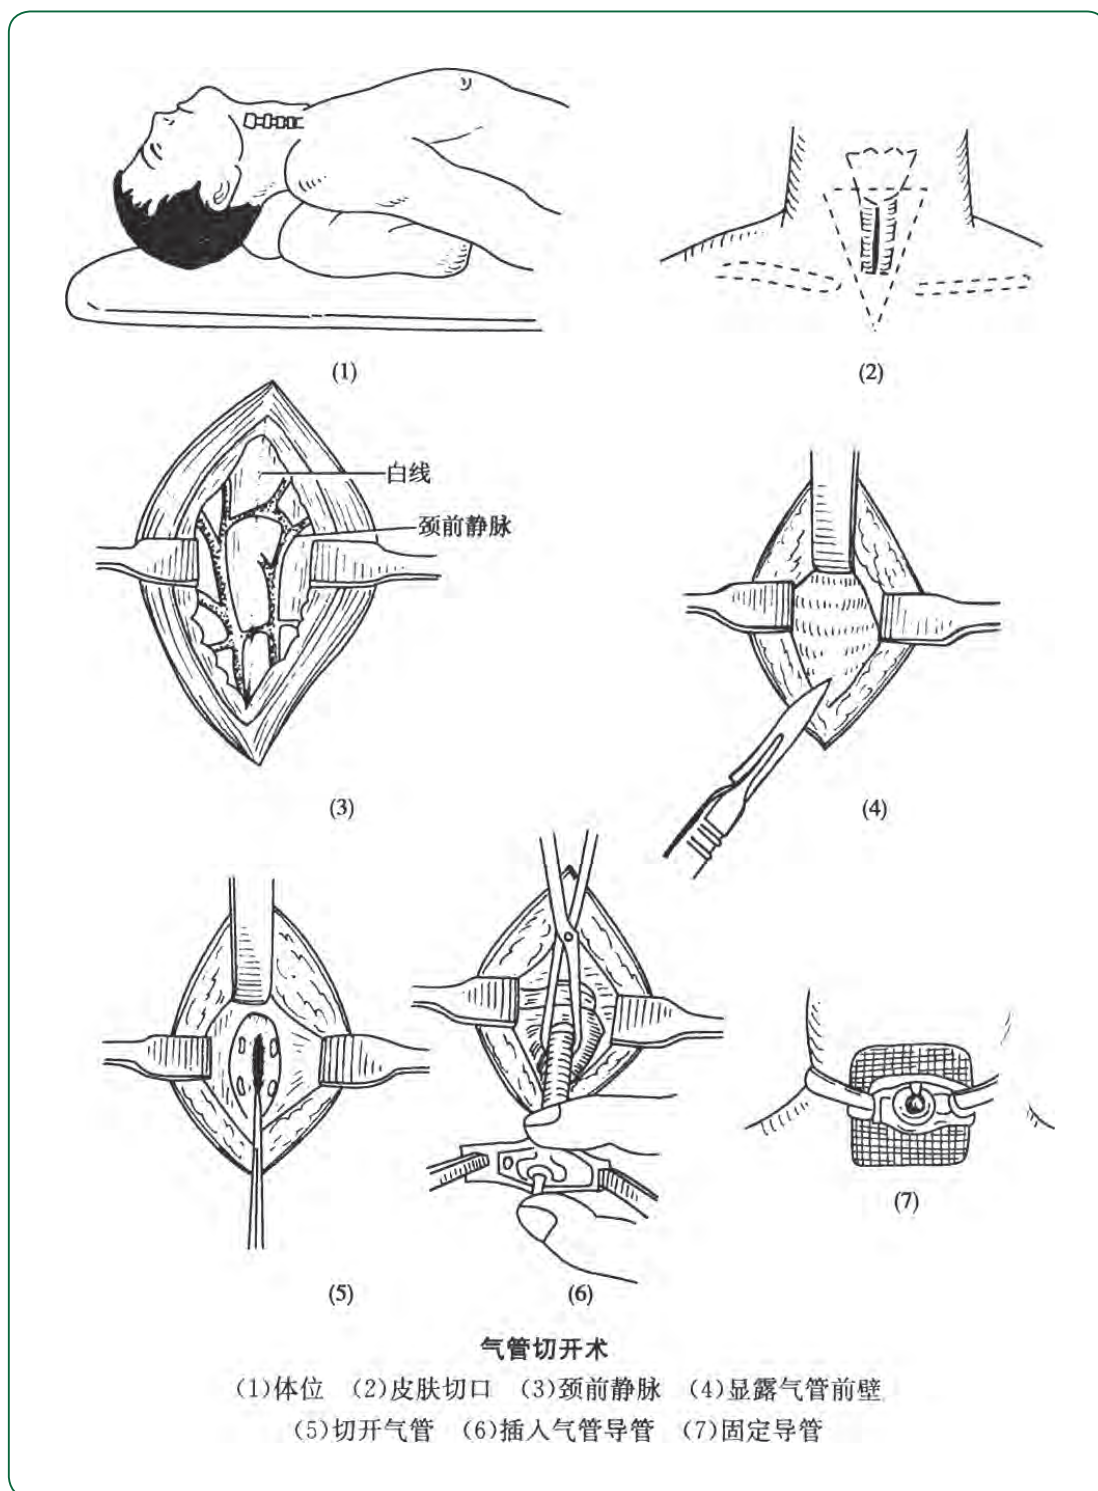 (1)
(2)
白线
颈前静脉
(3)
(4)
(5)
(6)
(7)
气管切开术
(1)体位 (2)皮肤切口 (3)颈前静脉 (4)显露气管前壁
(5)切开气管 (6)插入气管导管 (7)固定导管